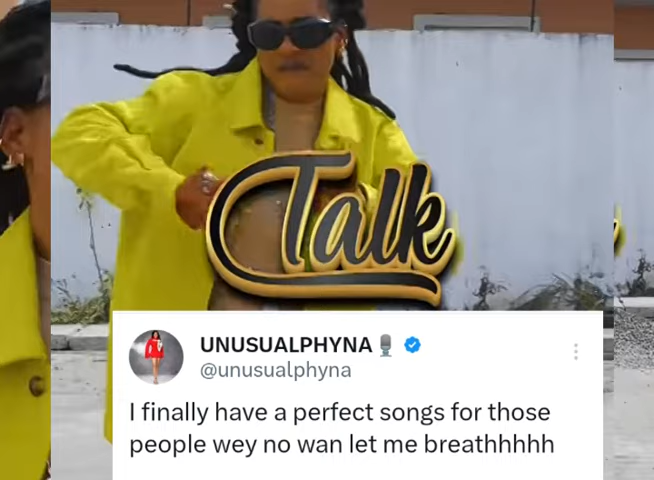 Talk
UNUSUALPHYNA🎙️
@unusualphyna
I finally have a perfect songs for those
people wey no wan let me breathhhhh